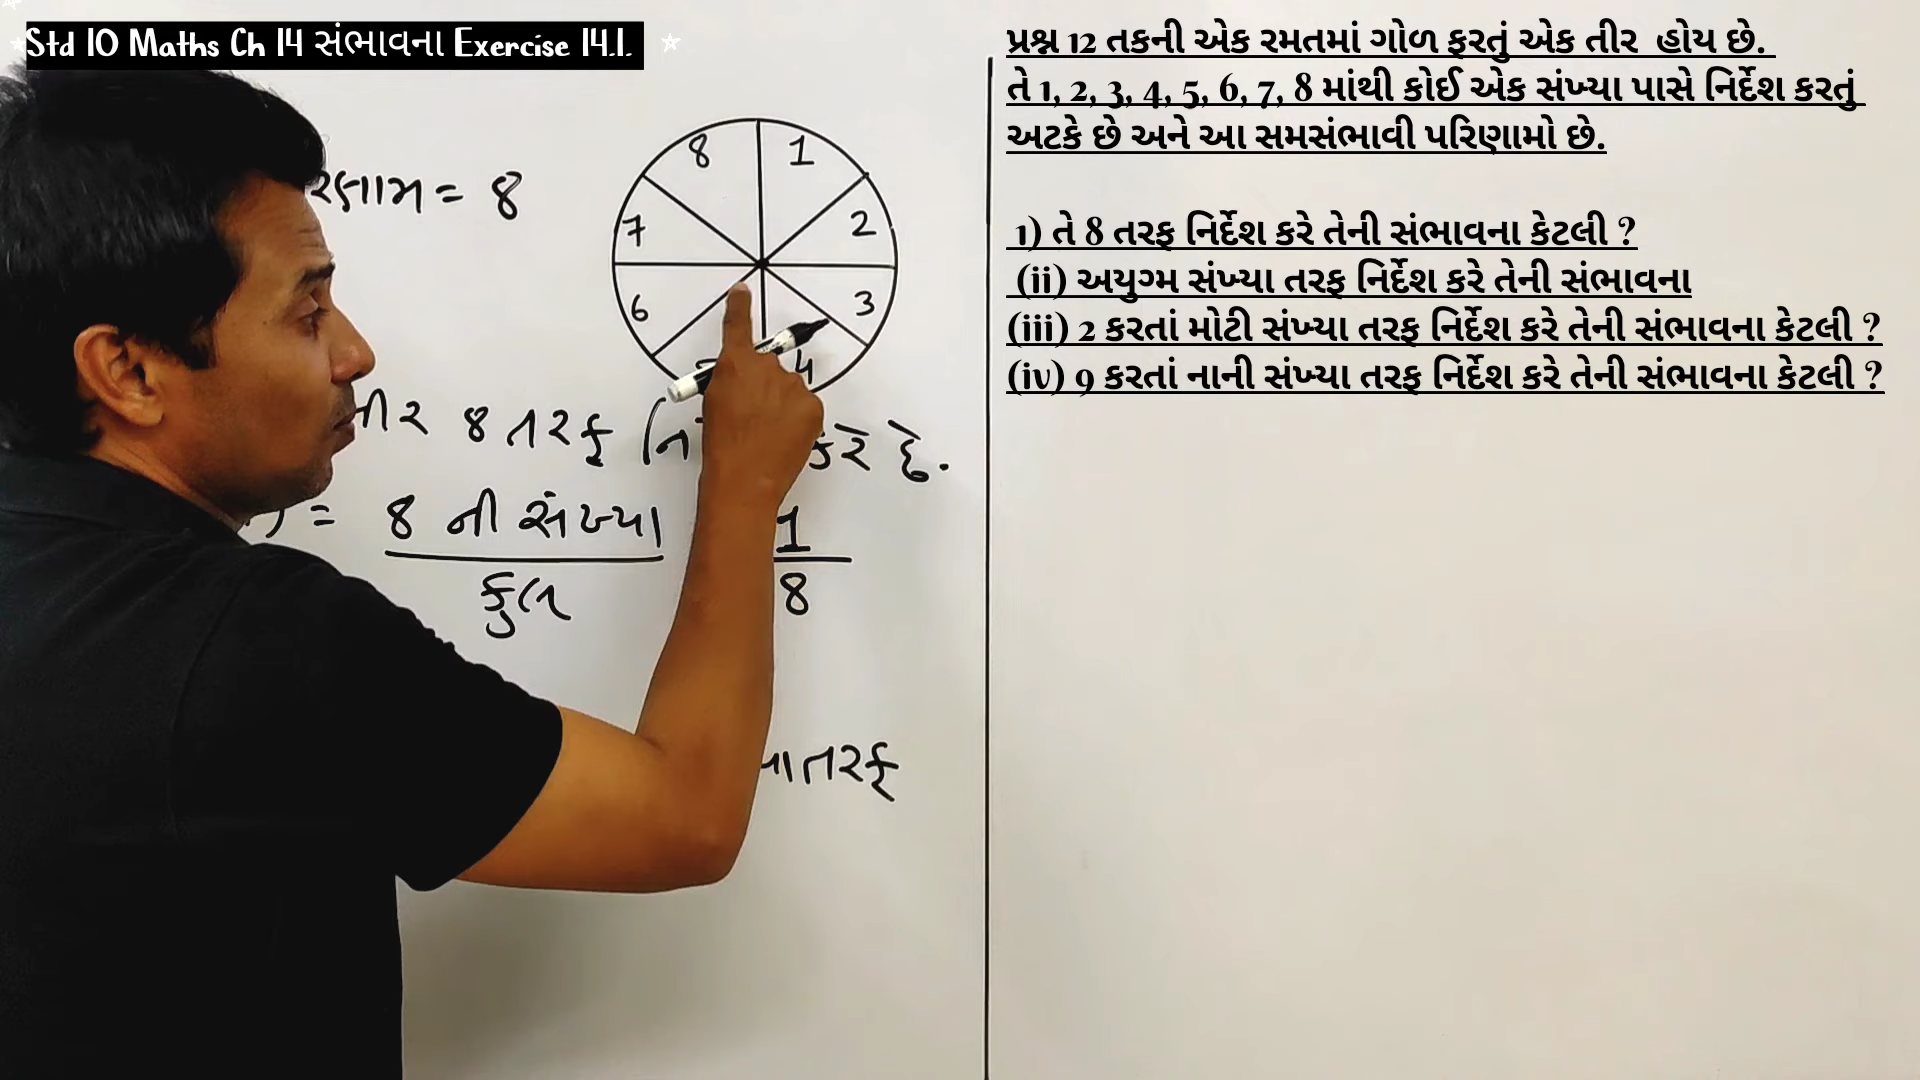 Std 10 Maths Ch 14 સંભાવના Exercise 14.1.
પ્રશ્ન 12 તકની એક રમતમાં ગોળ ફરતું એક તીર હોય છે.
તે 1, 2, 3, 4, 5, 6, 7, 8 માંથી કોઈ એક સંખ્યા પાસે નિર્દેશ કરતું
અટકે છે અને આ સમસંભાવી પરિણામો છે.
1) તે 8 તરફ નિર્દેશ કરે તેની સંભાવના કેટલી ?
(ii) અયુગ્મ સંખ્યા તરફ નિર્દેશ કરે તેની સંભાવના
(iii) 2 કરતાં મોટી સંખ્યા તરફ નિર્દેશ કરે તેની સંભાવના કેટલી ?
(iv) 9 કરતાં નાની સંખ્યા તરફ નિર્દેશ કરે તેની સંભાવના કેટલી ?
= 8
8 1
7 2
6 3
4
8 તરફ કરે છે.
= 8 ની સંખ્યા 1
કુલ 8
તરફ